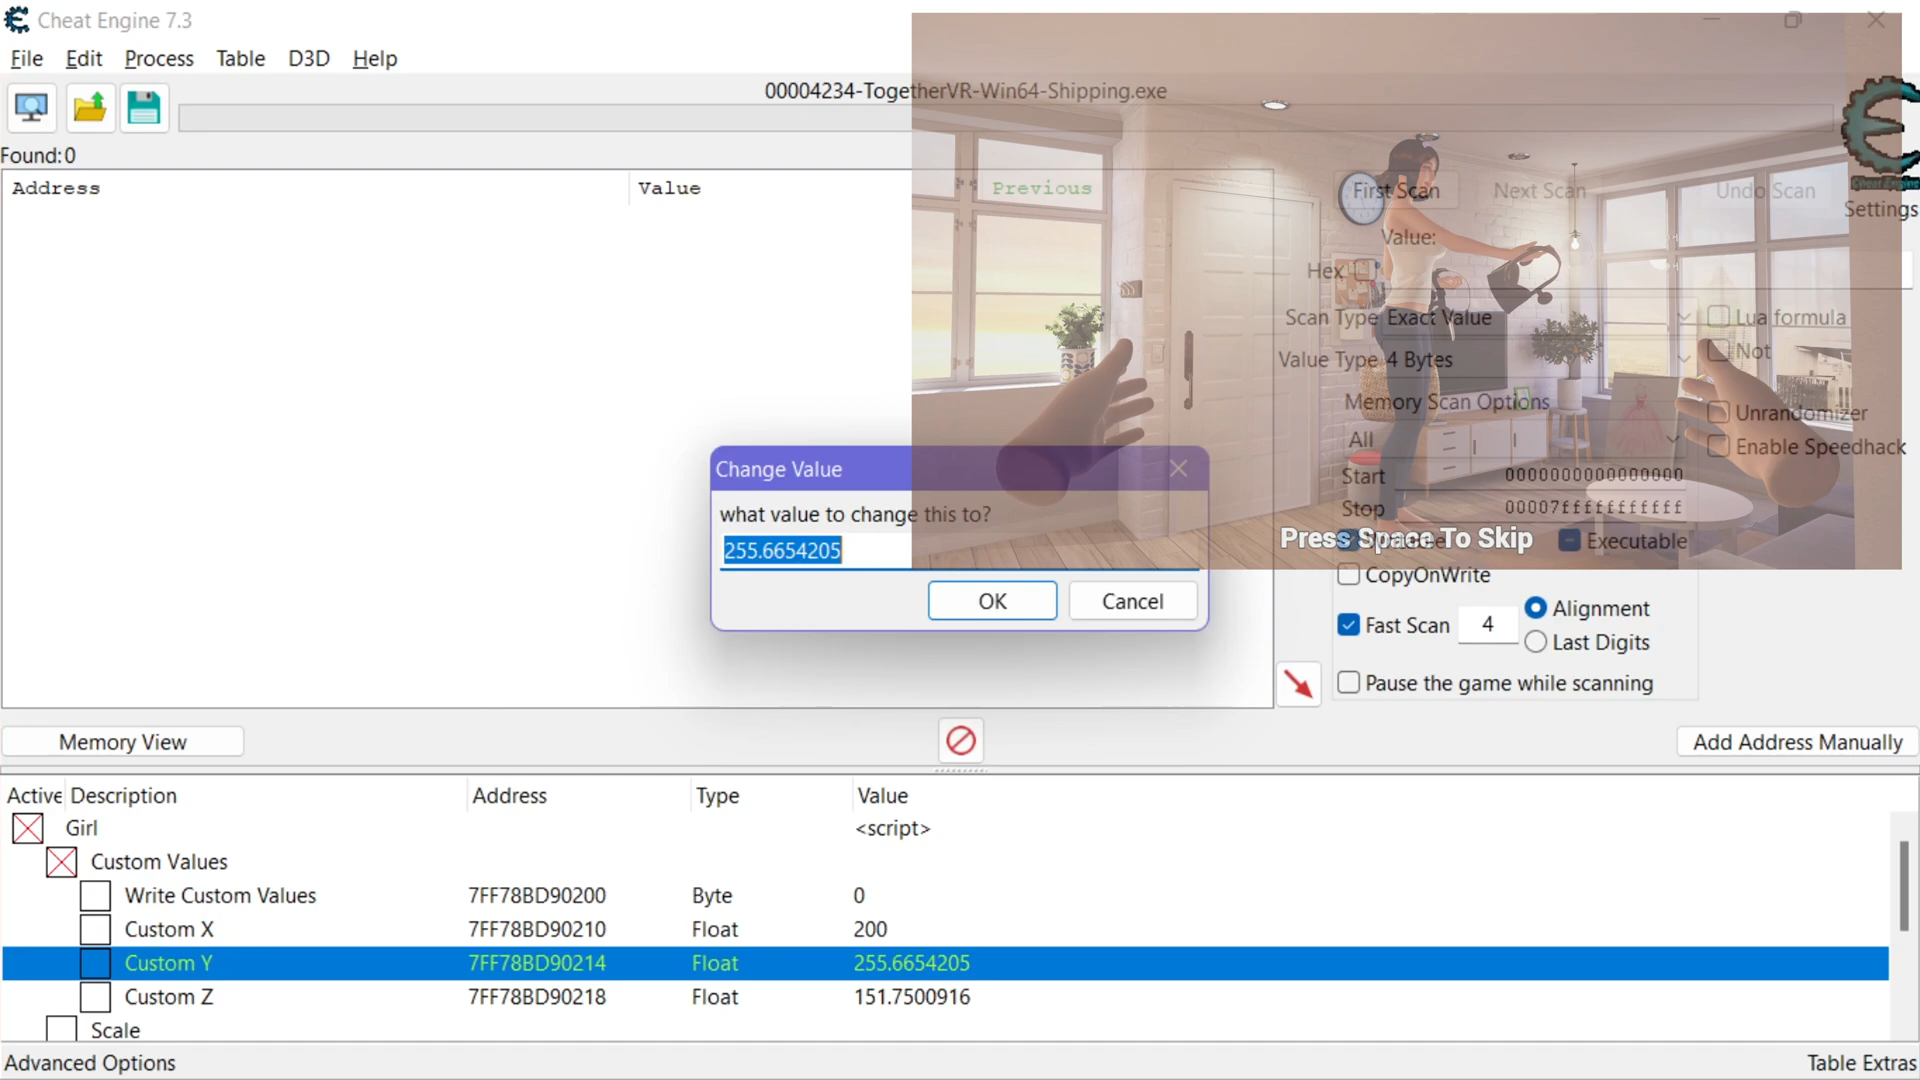 Cheat Engine 7.3
File Edit Process Table D3D Help
00004234-TogetherVR-Win64-Shipping.exe
Found:0
Address Value Previous
First Scan Next Scan Undo Scan
Cheat Engine
Settings
Value:
Hex
Scan Type Exact Value
Lua formula
Not
Value Type 4 Bytes
Memory Scan Options
Unrandomizer
All
Enable Speedhack
Start 0000000000000000
Stop 00007fffffffffff
Press Space To Skip
Executable
CopyOnWrite
Fast Scan 4 Alignment
Last Digits
Pause the game while scanning
Change Value
what value to change this to?
255.6654205
OK Cancel
Memory View Add Address Manually
Active Description Address Type Value
Girl <script>
Custom Values
Write Custom Values 7FF78BD90200 Byte 0
Custom X 7FF78BD90210 Float 200
Custom Y 7FF78BD90214 Float 255.6654205
Custom Z 7FF78BD90218 Float 151.7500916
Scale
Advanced Options Table Extras